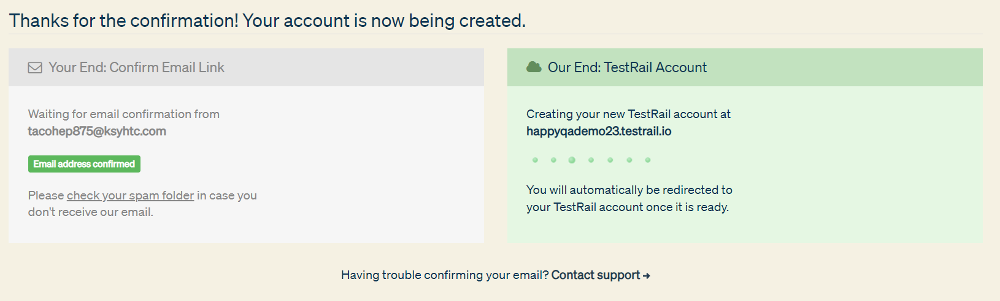 Thanks for the confirmation! Your account is now being created.
Your End: Confirm Email Link
Waiting for email confirmation from
tacohep875@ksyhtc.com
Email address confirmed
Please check your spam folder in case you
don't receive our email.
Our End: TestRail Account
Creating your new TestRail account at
happyqademo23.testrail.io
You will automatically be redirected to
your TestRail account once it is ready.
Having trouble confirming your email? Contact support →